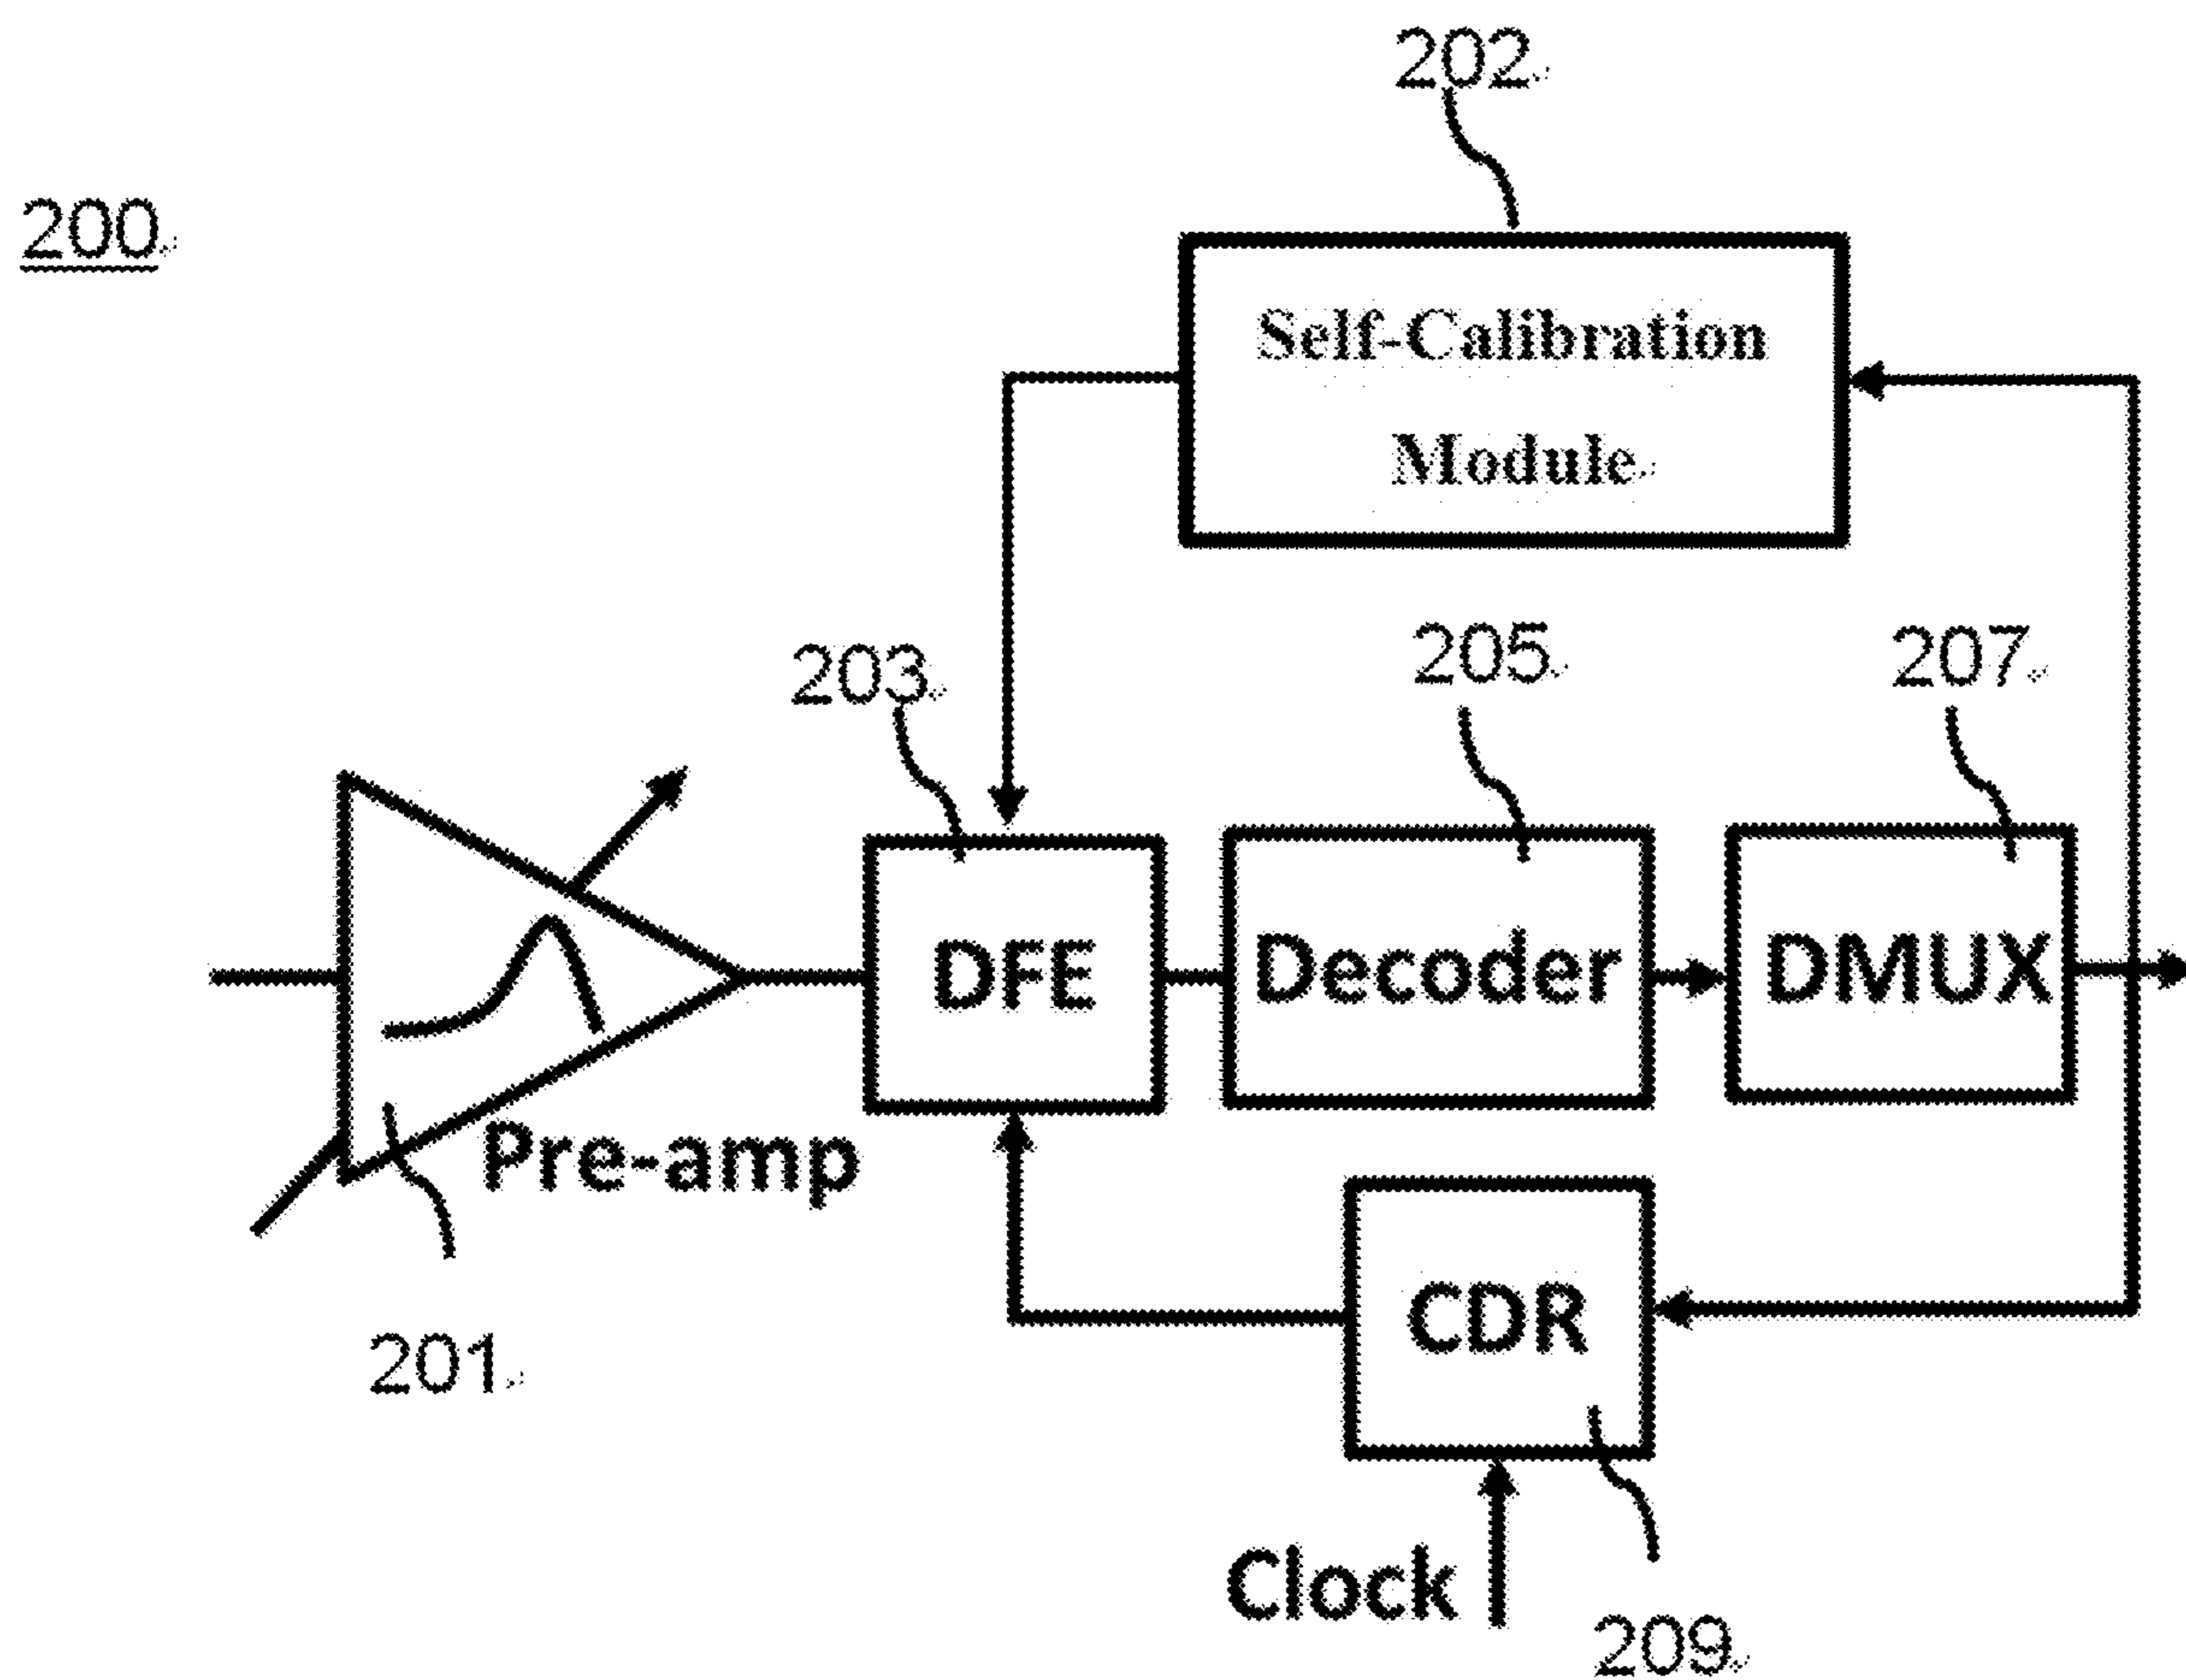 202
200
Self-Calibration
Module
203
205
207
DFE
Decoder
DMUX
Pre-amp
CDR
201
Clock
209